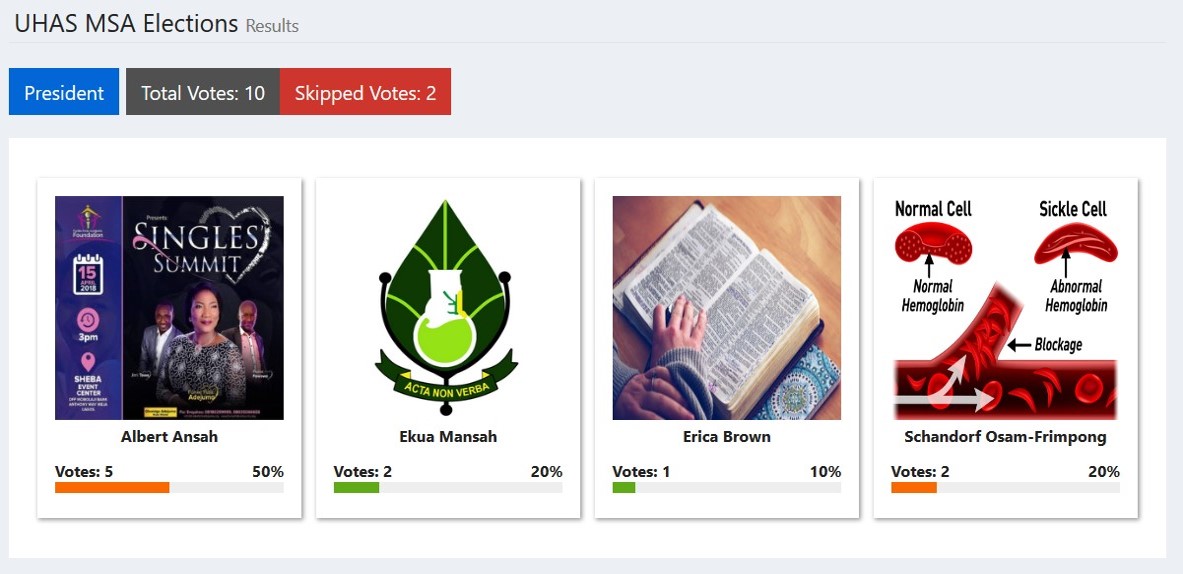 UHAS MSA Elections Results
President
Total Votes: 10
Skipped Votes: 2
Presents:
SINGLES'
SUMMIT
Foundation
15
APRIL
2018
3pm
SHEBA
EVENT
CENTER
Adejumo
Albert Ansah
Votes: 5 50%
ACTA NON VERBA
Ekua Mansah
Votes: 2 20%
Erica Brown
Votes: 1 10%
Normal Cell
Sickle Cell
Normal
Hemoglobin
Abnormal
Hemoglobin
Blockage
Schandorf Osam-Frimpong
Votes: 2 20%